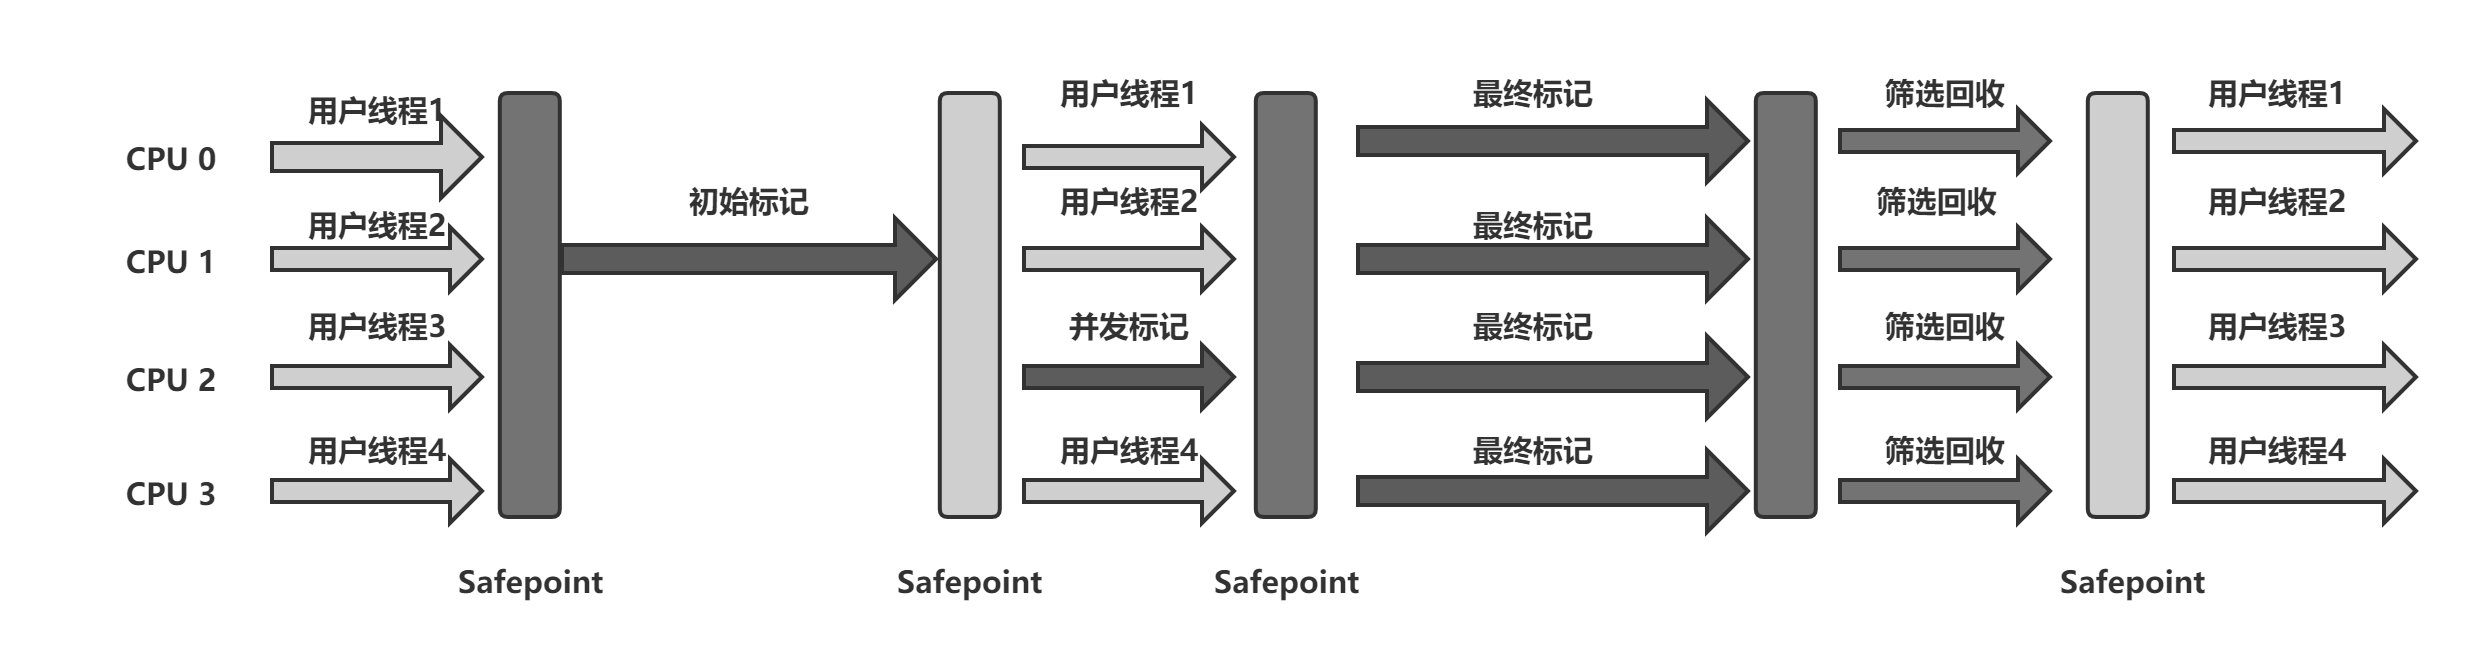 用户线程1
用户线程1
最终标记
筛选回收
用户线程1
CPU 0
用户线程2
初始标记
用户线程2
最终标记
筛选回收
用户线程2
CPU 1
用户线程3
并发标记
最终标记
筛选回收
用户线程3
CPU 2
用户线程4
用户线程4
最终标记
筛选回收
用户线程4
CPU 3
Safepoint
Safepoint
Safepoint
Safepoint